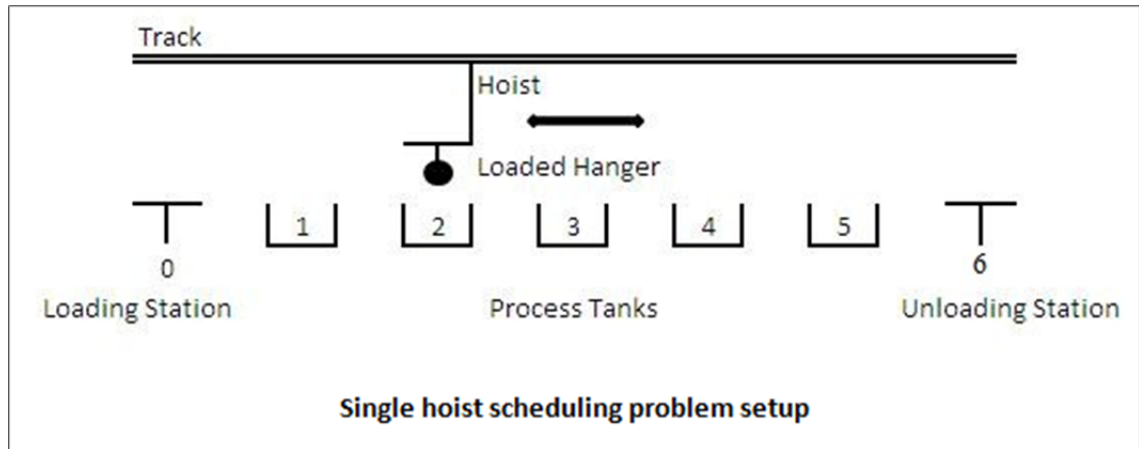 Track
Hoist
Loaded Hanger
1 2 3 4 5
0 6
Loading Station Process Tanks Unloading Station
Single hoist scheduling problem setup